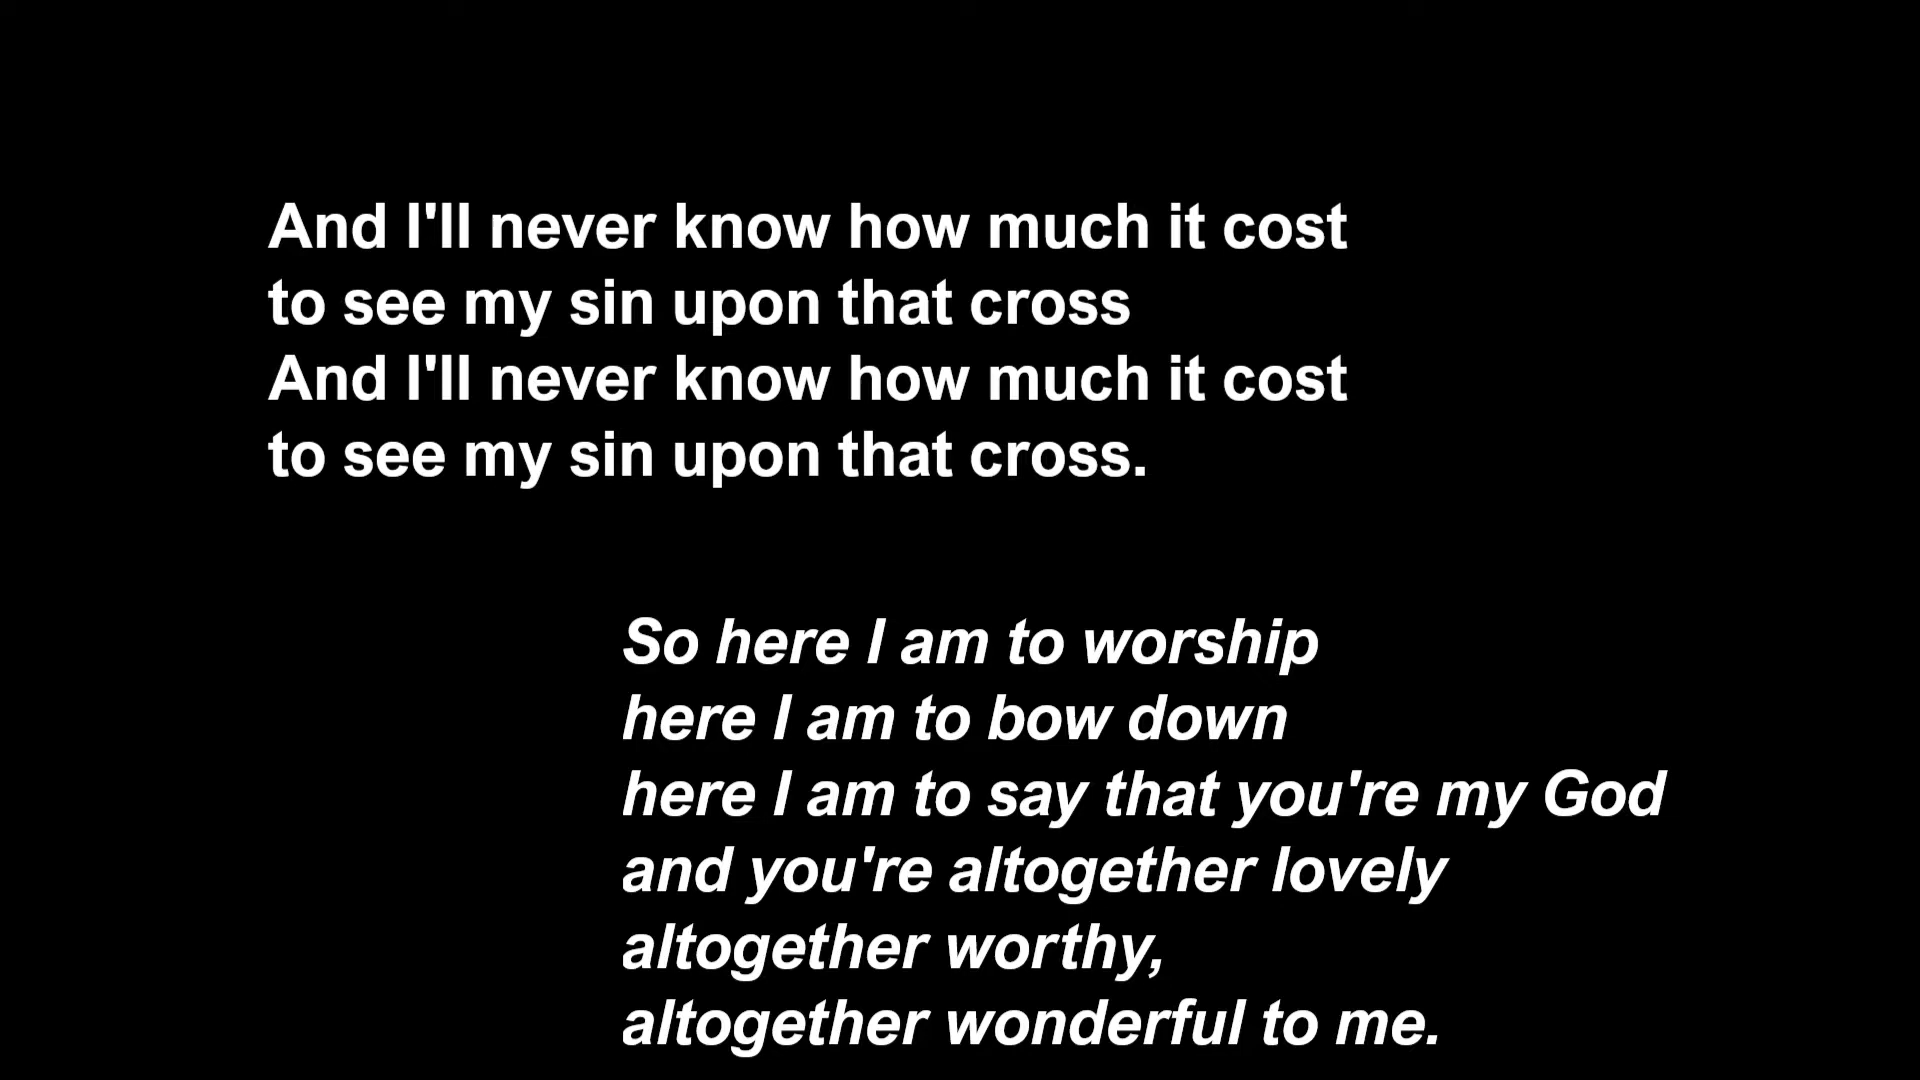 And I'll never know how much it cost
to see my sin upon that cross
And I'll never know how much it cost
to see my sin upon that cross.
So here I am to worship
here I am to bow down
here I am to say that you're my God
and you're altogether lovely
altogether worthy,
altogether wonderful to me.